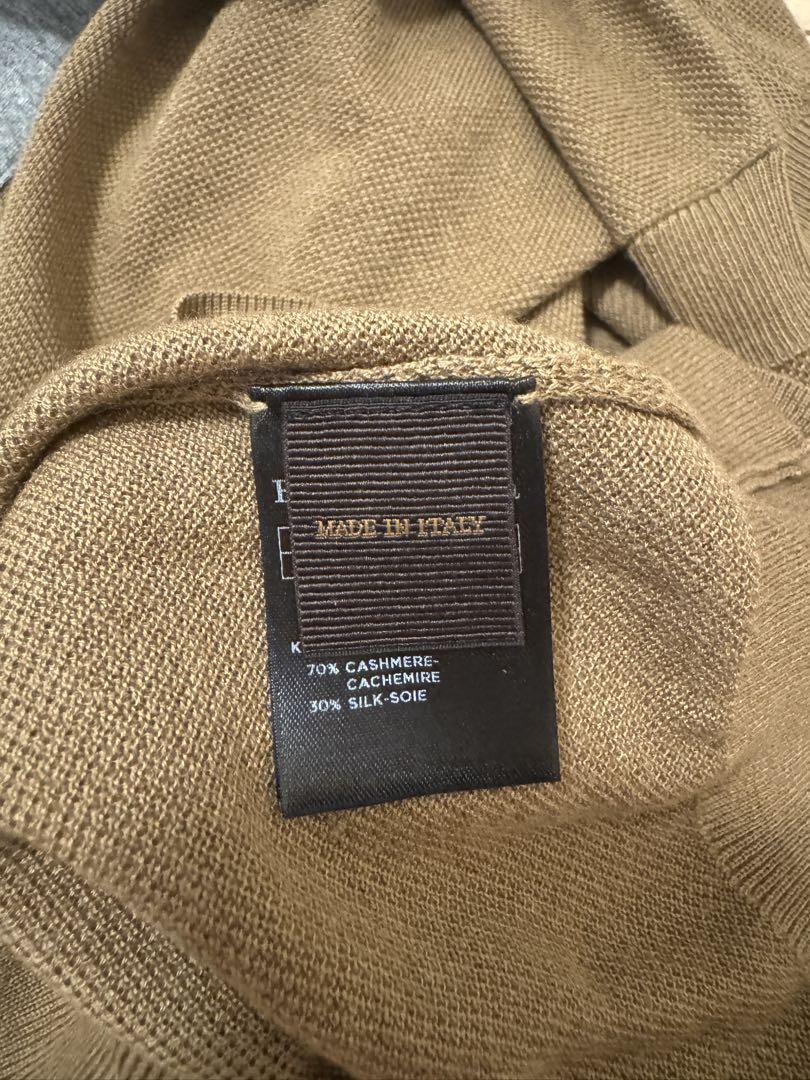 MADE IN ITALY
70% CASHMERE-
CACHEMIRE
30% SILK-SOIE